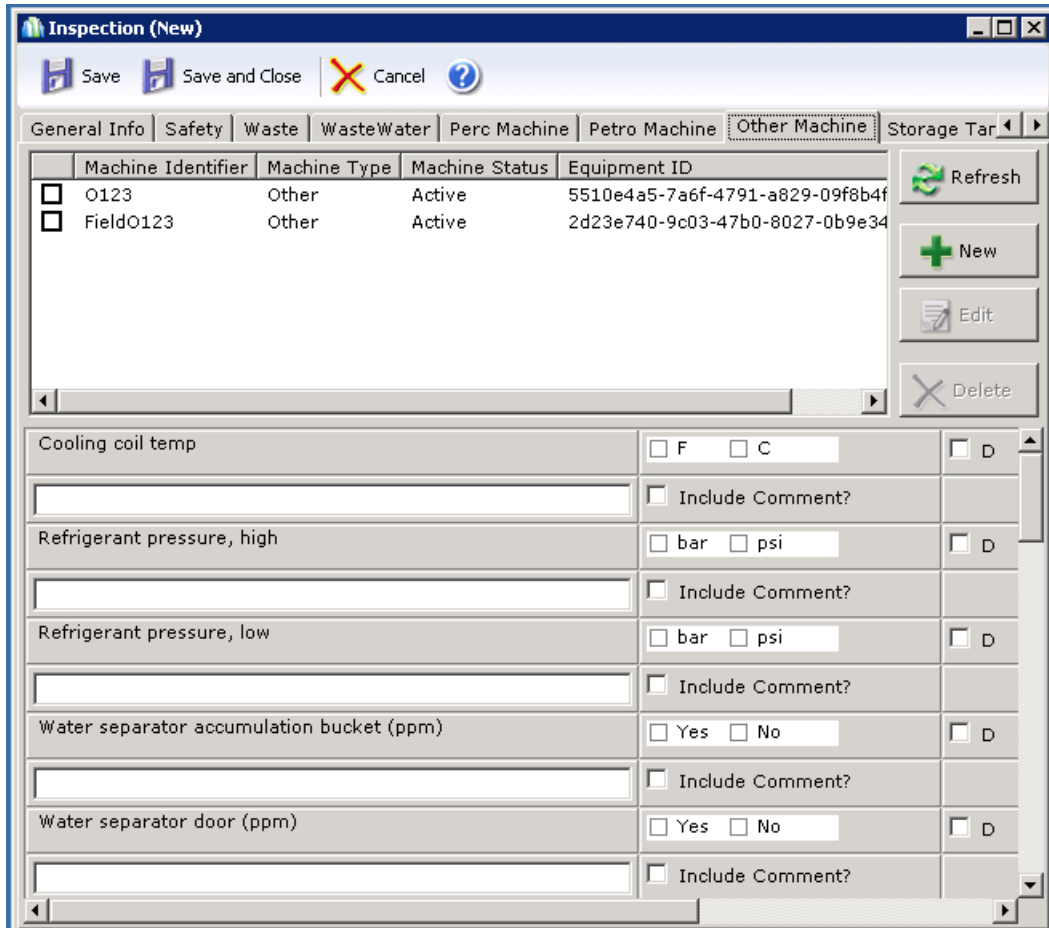 Inspection (New)
Save Save and Close Cancel
General Info Safety Waste WasteWater Perc Machine Petro Machine Other Machine Storage Tar
Machine Identifier Machine Type Machine Status Equipment ID
O123 Other Active 5510e4a5-7a6f-4791-a829-09f8b4f
FieldO123 Other Active 2d23e740-9c03-47b0-8027-0b9e34
Refresh
New
Edit
Delete
Cooling coil temp F C D
Include Comment?
Refrigerant pressure, high bar psi D
Include Comment?
Refrigerant pressure, low bar psi D
Include Comment?
Water separator accumulation bucket (ppm) Yes No D
Include Comment?
Water separator door (ppm) Yes No D
Include Comment?